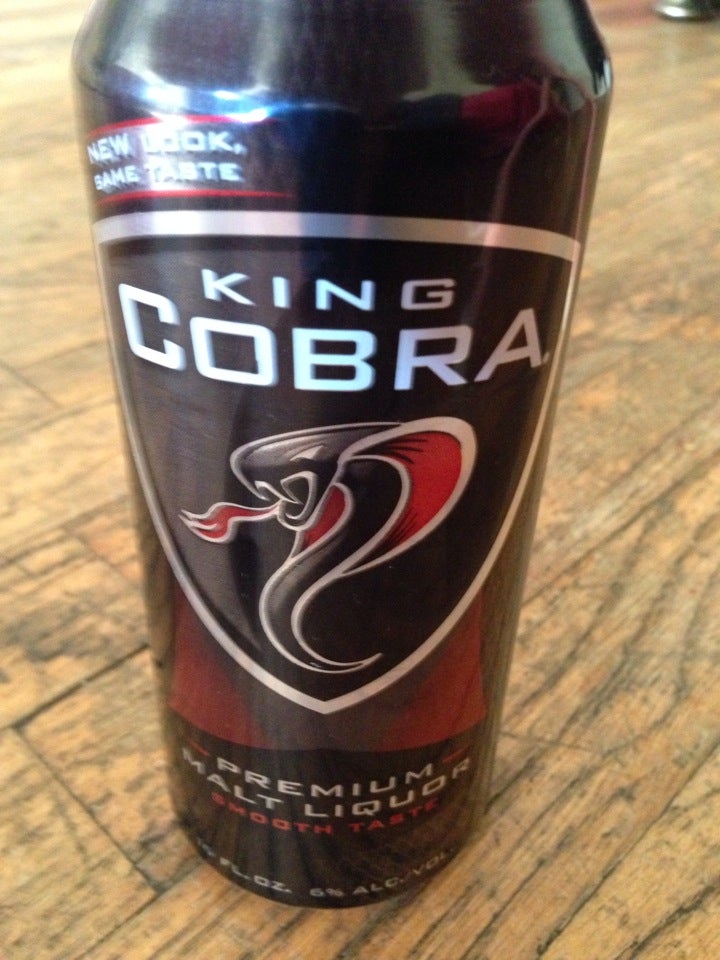 NEW LOOK,
SAME TASTE
KING
COBRA
PREMIUM
MALT LIQUOR
SMOOTH TASTE
FL. OZ. 6% ALC./VOL.